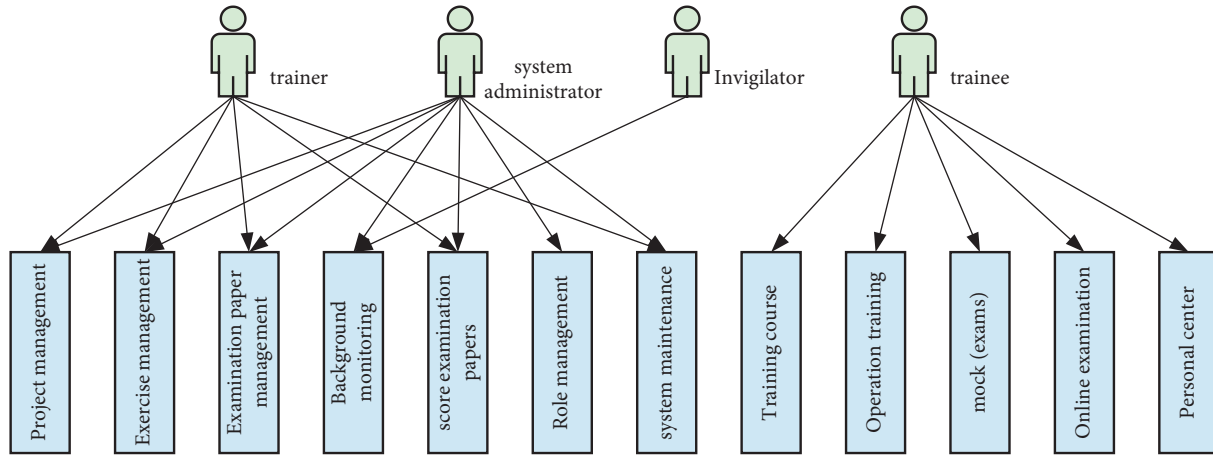 trainer
system
administrator
Invigilator
trainee
Project management
Exercise management
Examination paper
management
Background
monitoring
score examination
papers
Role management
system maintenance
Training course
Operation training
mock (exams)
Online examination
Personal center